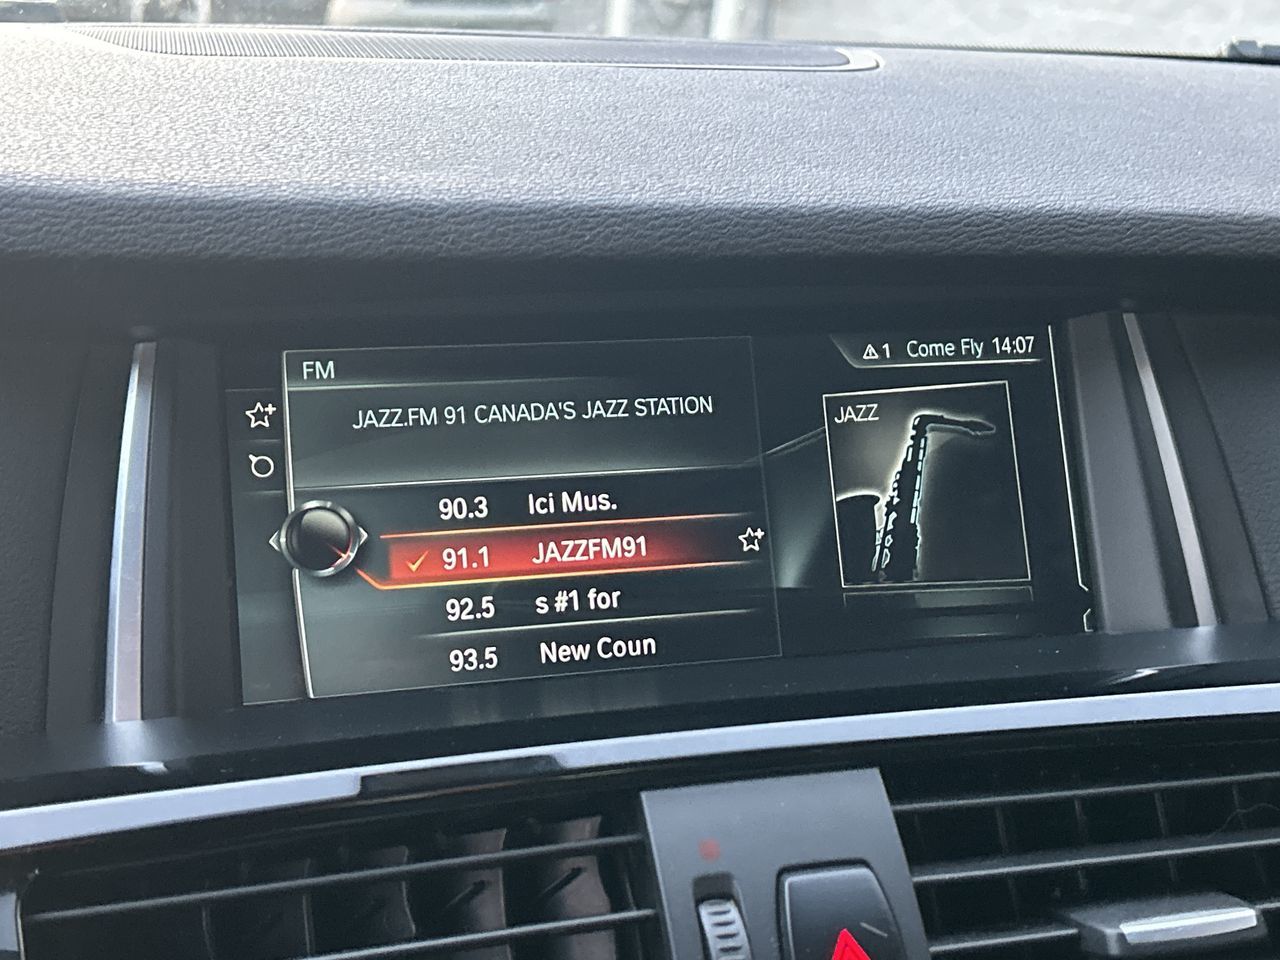 FM
1 Come Fly 14:07
JAZZ.FM 91 CANADA'S JAZZ STATION
JAZZ
90.3 Ici Mus.
91.1 JAZZFM91
92.5 s #1 for
93.5 New Coun